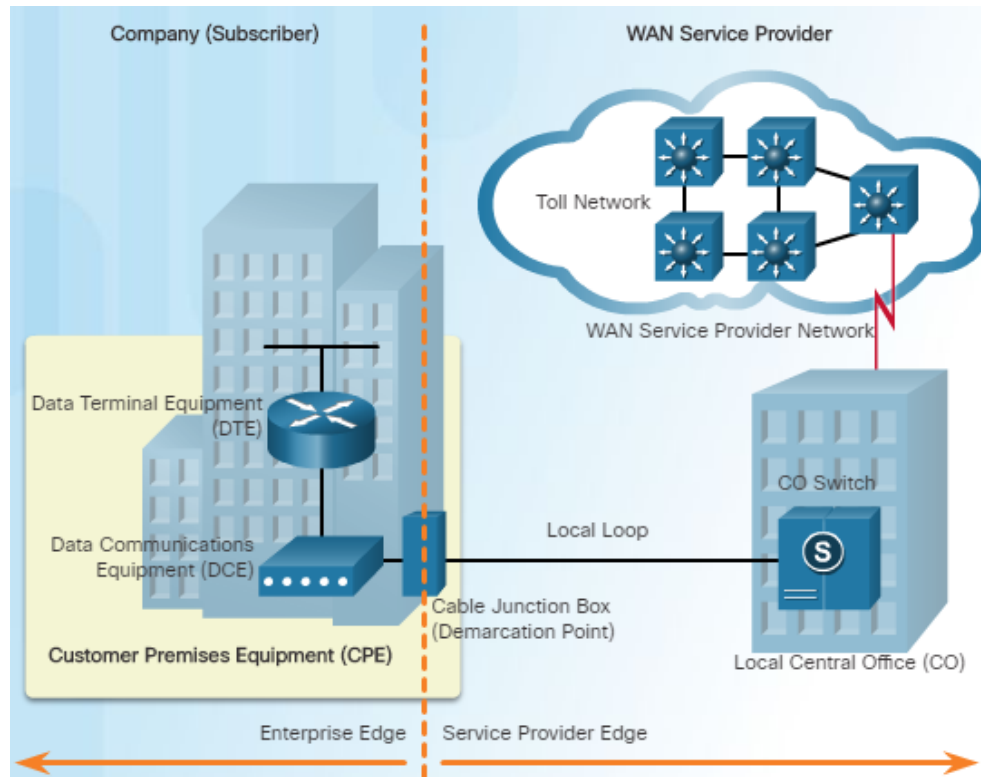 Company (Subscriber)
WAN Service Provider
Toll Network
WAN Service Provider Network
Data Terminal Equipment
(DTE)
CO Switch
S
Local Loop
Data Communications
Equipment (DCE)
Cable Junction Box
(Demarcation Point)
Customer Premises Equipment (CPE)
Local Central Office (CO)
Enterprise Edge
Service Provider Edge